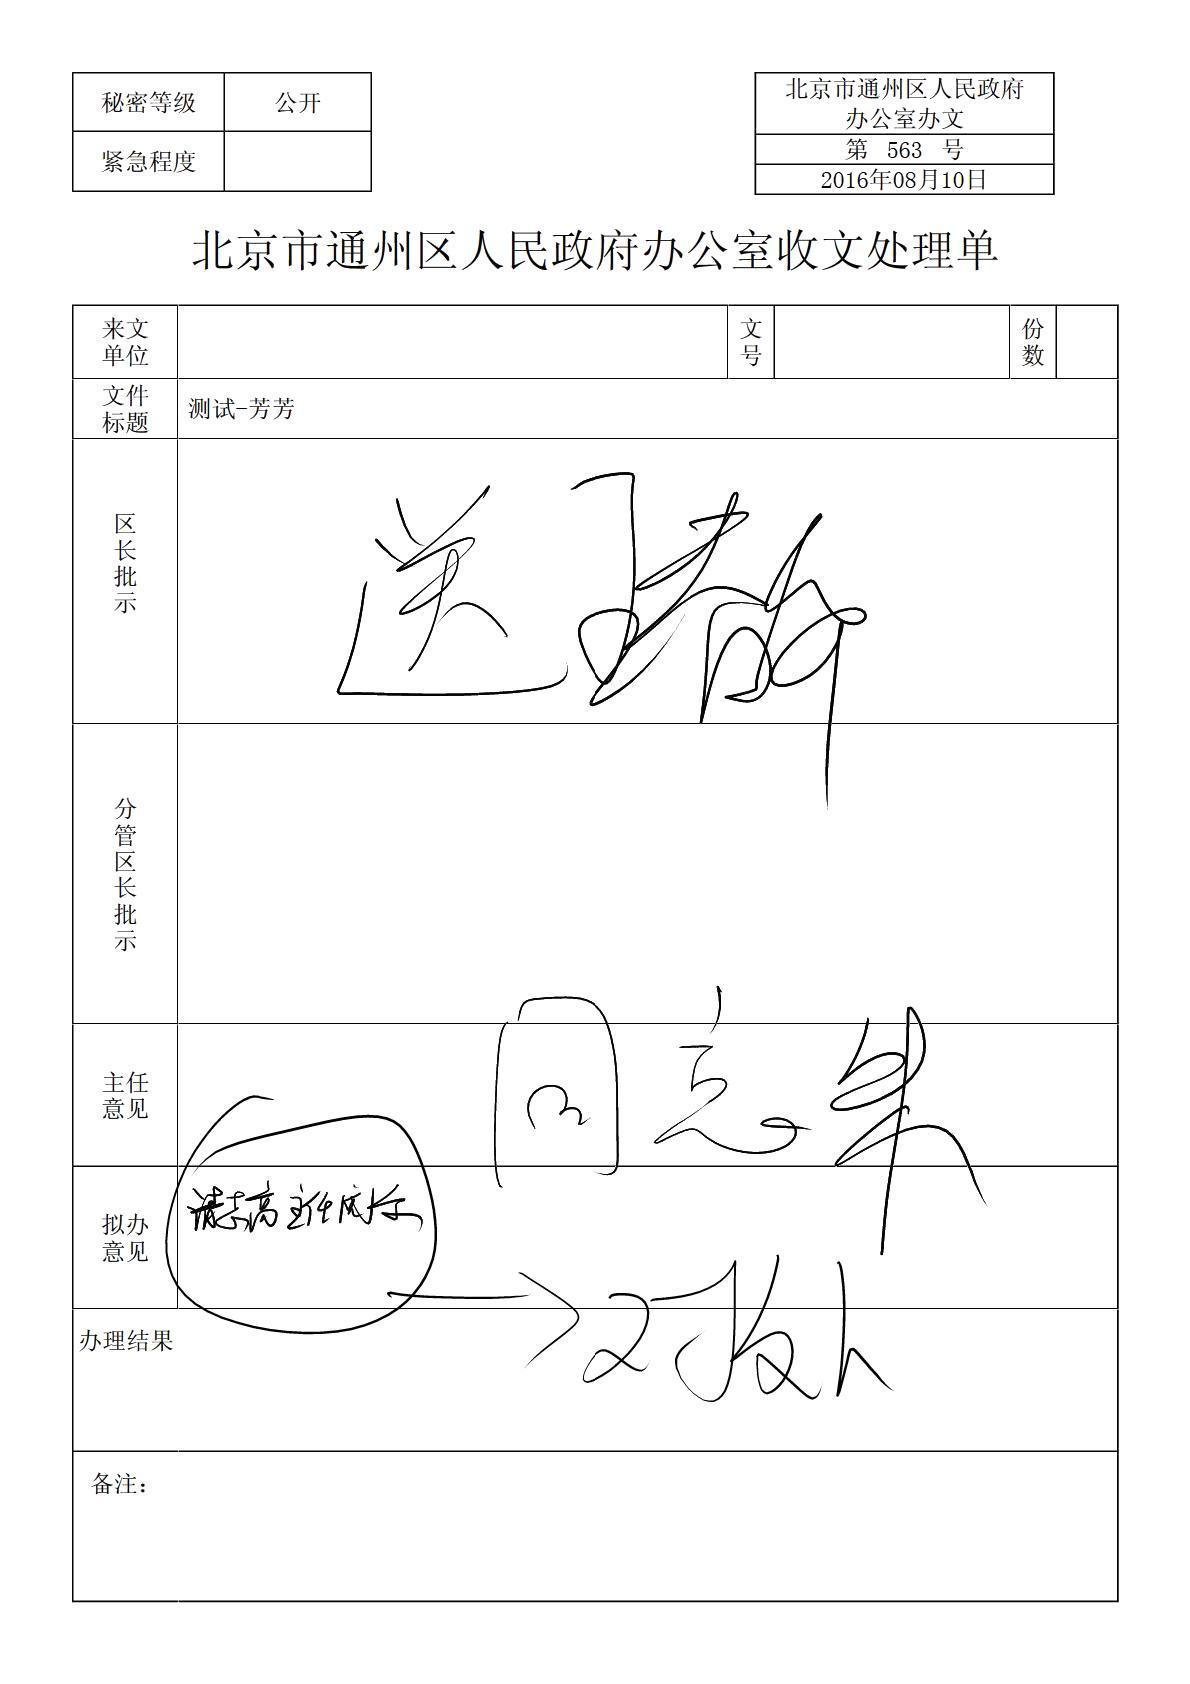 秘密等级 公开
紧急程度
北京市通州区人民政府
办公室办文
第 563 号
2016年08月10日
北京市通州区人民政府办公室收文处理单
来文
单位
文
号
份
数
文件
标题
测试-芳芳
区
长
批
示
送
分
管
区
长
批
示
主任
意见
同意
拟办
意见
请志高主任阅
办理结果
备注：